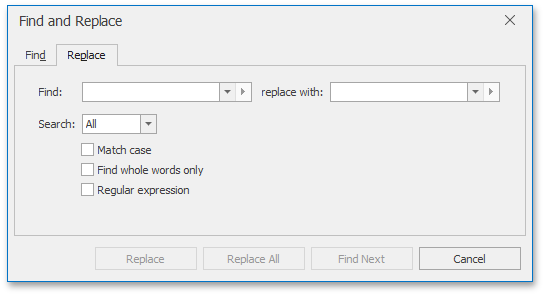 Find and Replace
Find Replace
Find: replace with:
Search: All
Match case
Find whole words only
Regular expression
Replace Replace All Find Next Cancel